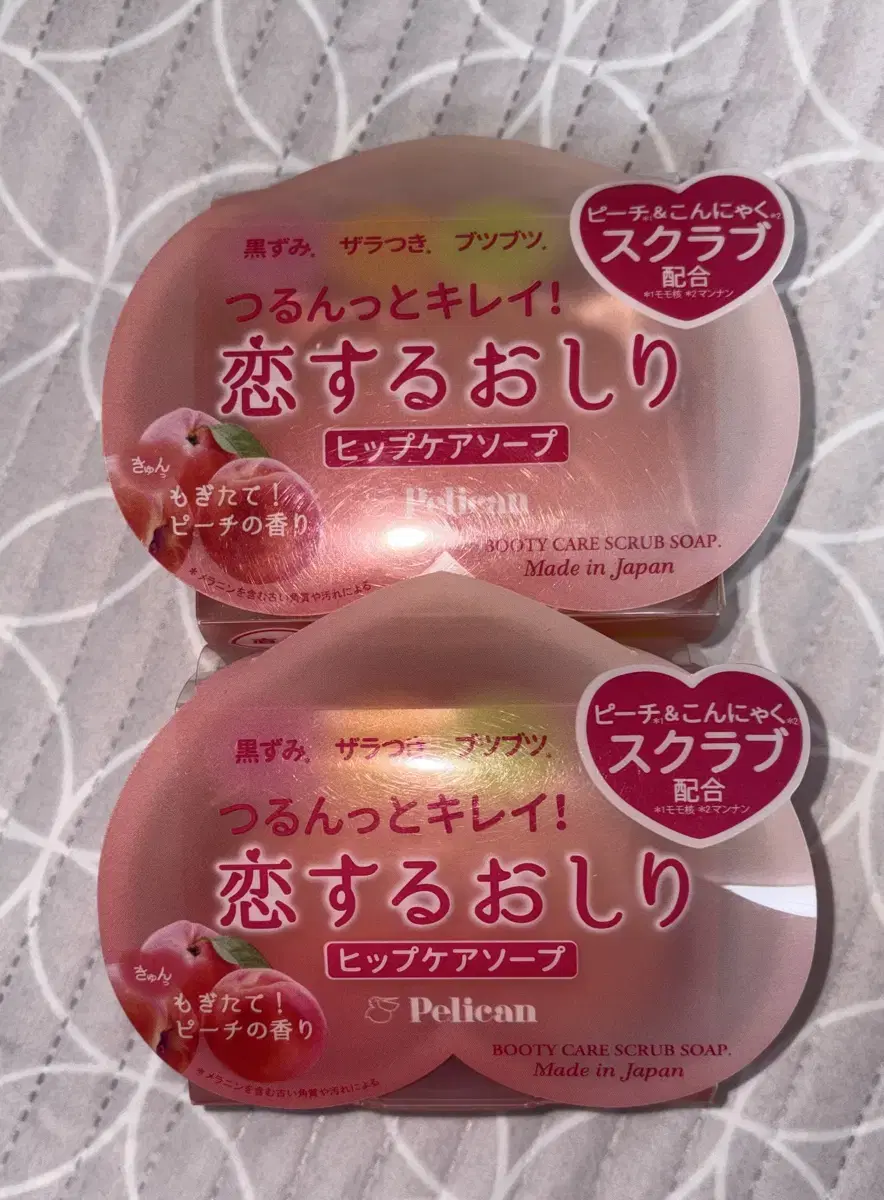 ピーチ*1&こんにゃく*2
スクラブ
配合
*1モモ核 *2マンナン
黒ずみ* ザラつき、ブツブツ、
つるんっとキレイ!
恋するおしり
ヒップケアソープ
Pelican
きゅんっ
もぎたて!
ピーチの香り
BOOTY CARE SCRUB SOAP.
Made in Japan
*メラニンを含む古い角質や汚れによる
ピーチ*1&こんにゃく*2
スクラブ
配合
*1モモ核 *2マンナン
黒ずみ* ザラつき、ブツブツ、
つるんっとキレイ!
恋するおしり
ヒップケアソープ
Pelican
きゅんっ
もぎたて!
ピーチの香り
BOOTY CARE SCRUB SOAP.
Made in Japan
*メラニンを含む古い角質や汚れによる